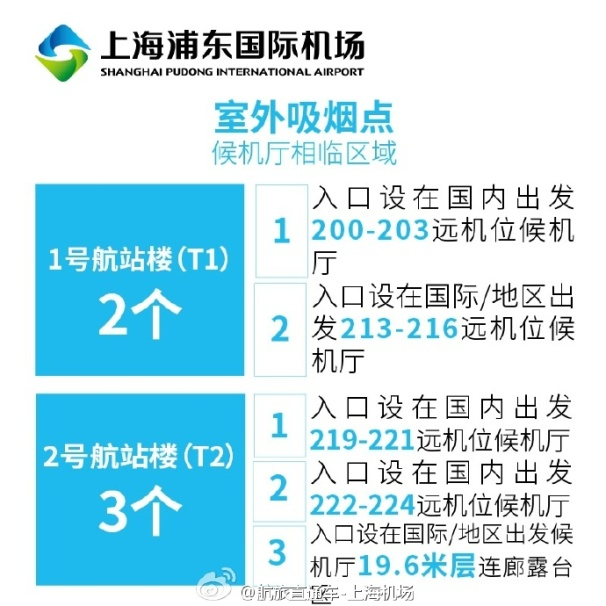 上海浦东国际机场
SHANGHAI PUDONG INTERNATIONAL AIRPORT
室外吸烟点
候机厅相临区域
1号航站楼(T1)
2个
1
入口设在国内出发
200-203远机位候机
厅
2
入口设在国际/地区出
发213-216远机位候
机厅
2号航站楼(T2)
3个
1
入口设在国内出发
219-221远机位候机厅
2
入口设在国内出发
222-224远机位候机厅
3
入口设在国际/地区出发候
机厅19.6米层连廊露台
区
@航旅直通车-上海机场